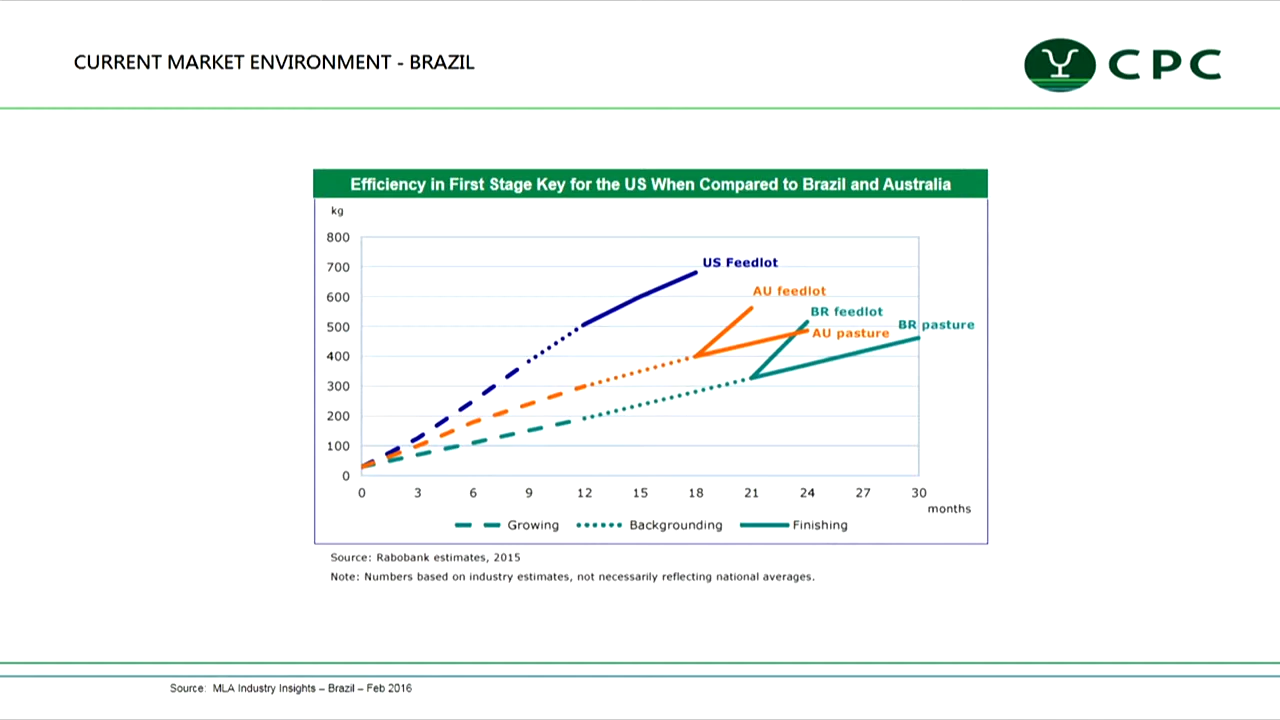 CURRENT MARKET ENVIRONMENT - BRAZIL
CPC
Efficiency in First Stage Key for the US When Compared to Brazil and Australia
kg
800
700
600
500
400
300
200
100
0
US Feedlot
AU feedlot
BR feedlot
BR pasture
AU pasture
0 3 6 9 12 15 18 21 24 27 30
months
Growing Backgrounding Finishing
Source: Rabobank estimates, 2015
Note: Numbers based on industry estimates, not necessarily reflecting national averages.
Source: MLA Industry Insights – Brazil – Feb 2016